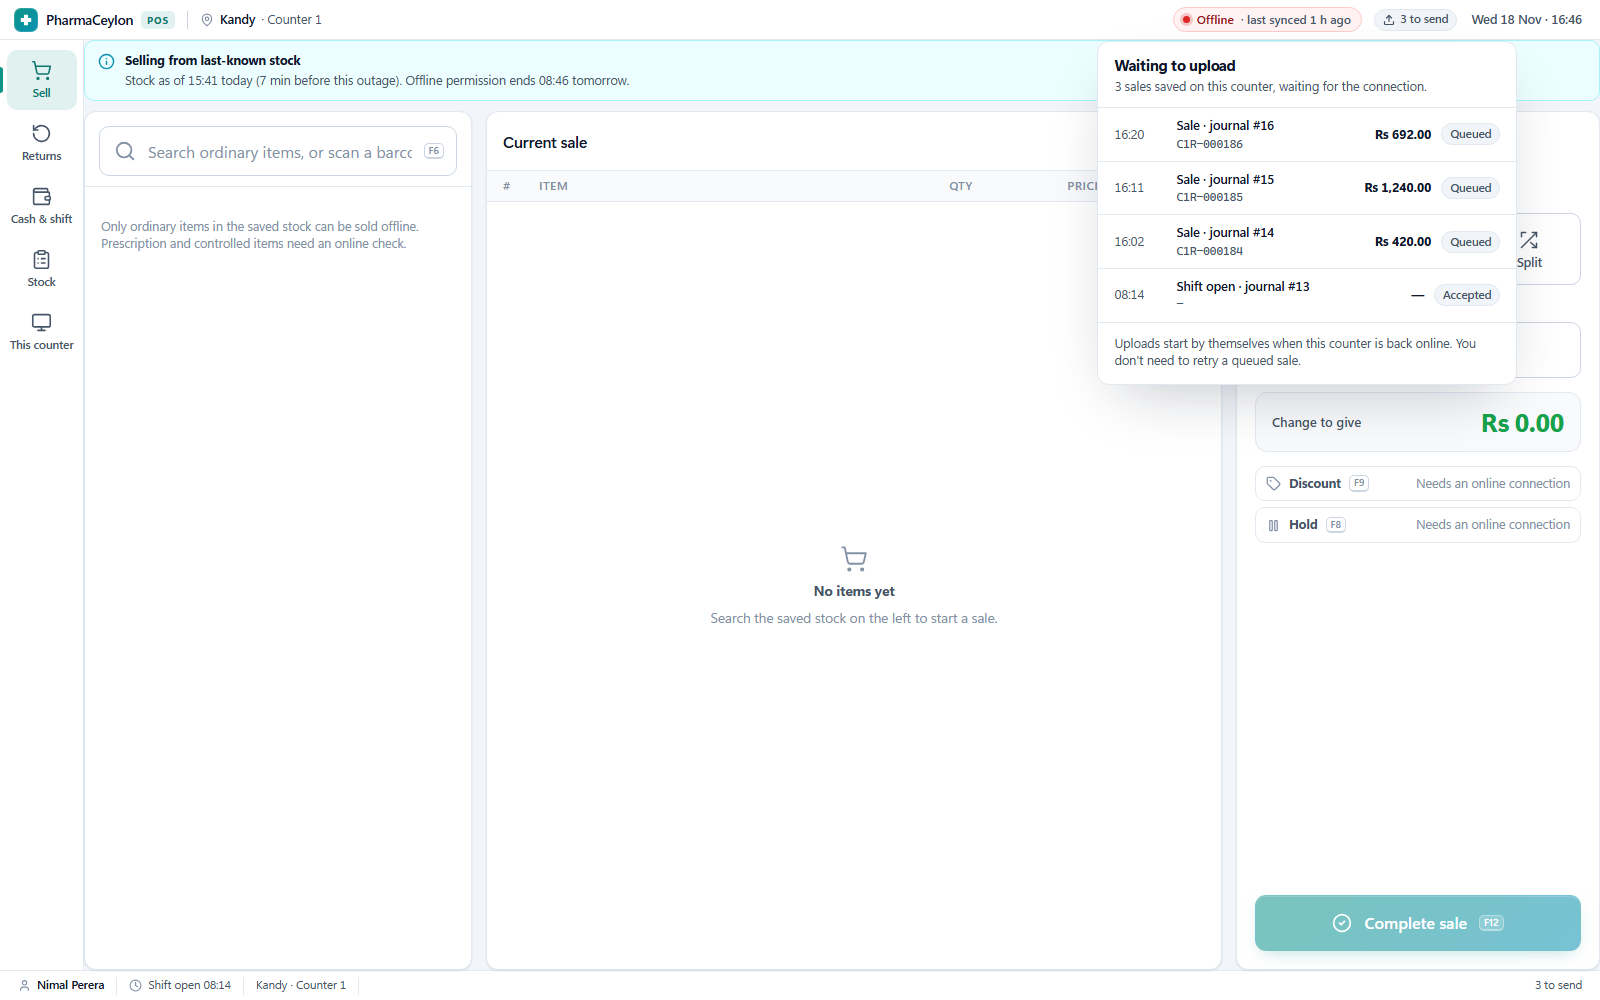 PharmaCeylon POS
Kandy · Counter 1
Offline · last synced 1 h ago
3 to send
Wed 18 Nov · 16:46
Sell
Returns
Cash & shift
Stock
This counter
Selling from last-known stock
Stock as of 15:41 today (7 min before this outage). Offline permission ends 08:46 tomorrow.
Search ordinary items, or scan a barcc F6
Only ordinary items in the saved stock can be sold offline.
Prescription and controlled items need an online check.
Current sale
# ITEM QTY PRIC
No items yet
Search the saved stock on the left to start a sale.
Waiting to upload
3 sales saved on this counter, waiting for the connection.
16:20 Sale · journal #16 Rs 692.00 Queued
C1R–000186
16:11 Sale · journal #15 Rs 1,240.00 Queued
C1R–000185
16:02 Sale · journal #14 Rs 420.00 Queued
C1R–000184
08:14 Shift open · journal #13 — Accepted
–
Uploads start by themselves when this counter is back online. You
don't need to retry a queued sale.
Split
Change to give Rs 0.00
Discount F9 Needs an online connection
Hold F8 Needs an online connection
Complete sale F12
Nimal Perera
Shift open 08:14
Kandy · Counter 1
3 to send